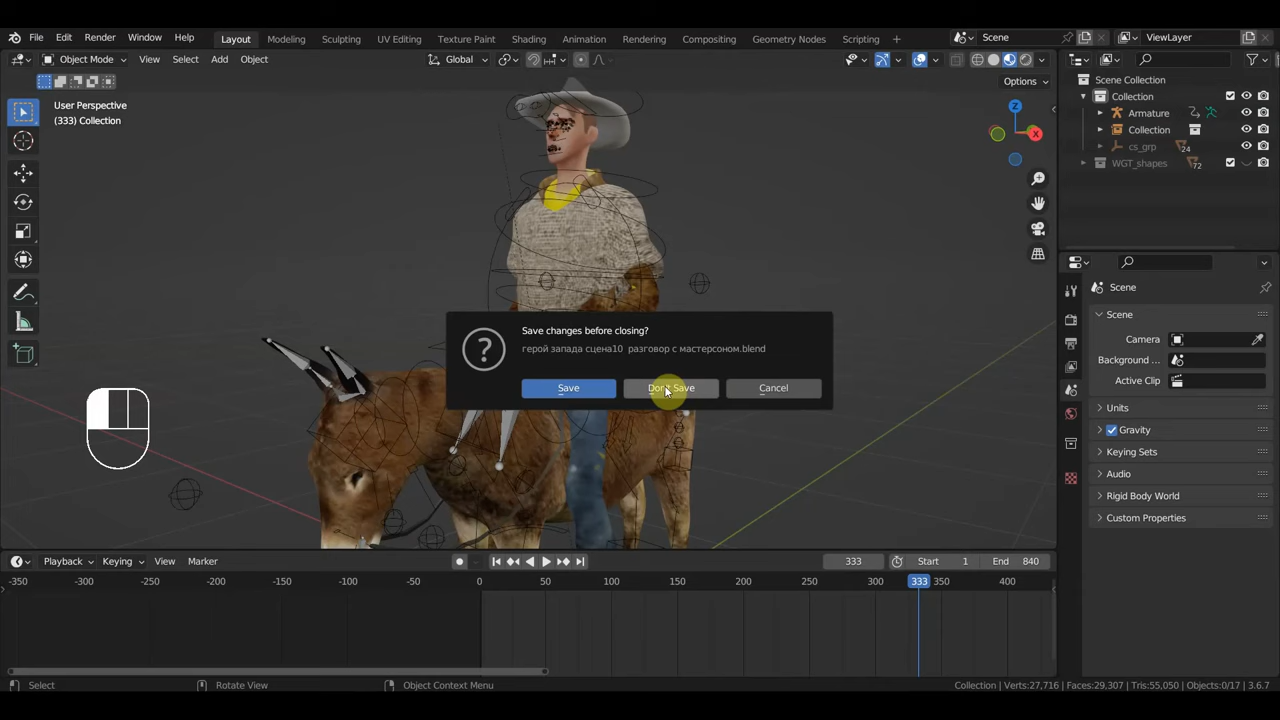 File Edit Render Window Help
Layout Modeling Sculpting UV Editing Texture Paint Shading Animation Rendering Compositing Geometry Nodes Scripting
Scene
ViewLayer
Object Mode View Select Add Object
Global
Options
User Perspective
(333) Collection
Z
X
Scene Collection
Collection
Armature
Collection
cs_grp 24
WGT_shapes 72
Save changes before closing?
герой запада сцена10 разговор с мастерсоном.blend
Save Don't Save Cancel
Scene
Scene
Camera
Background ...
Active Clip
Units
Gravity
Keying Sets
Audio
Rigid Body World
Custom Properties
Playback Keying View Marker
333 Start 1 End 840
-350 -300 -250 -200 -150 -100 -50 0 50 100 150 200 250 300 333 350 400
Select Rotate View Object Context Menu
Collection | Verts:27,716 | Faces:29,307 | Tris:55,050 | Objects:0/17 | 3.6.7